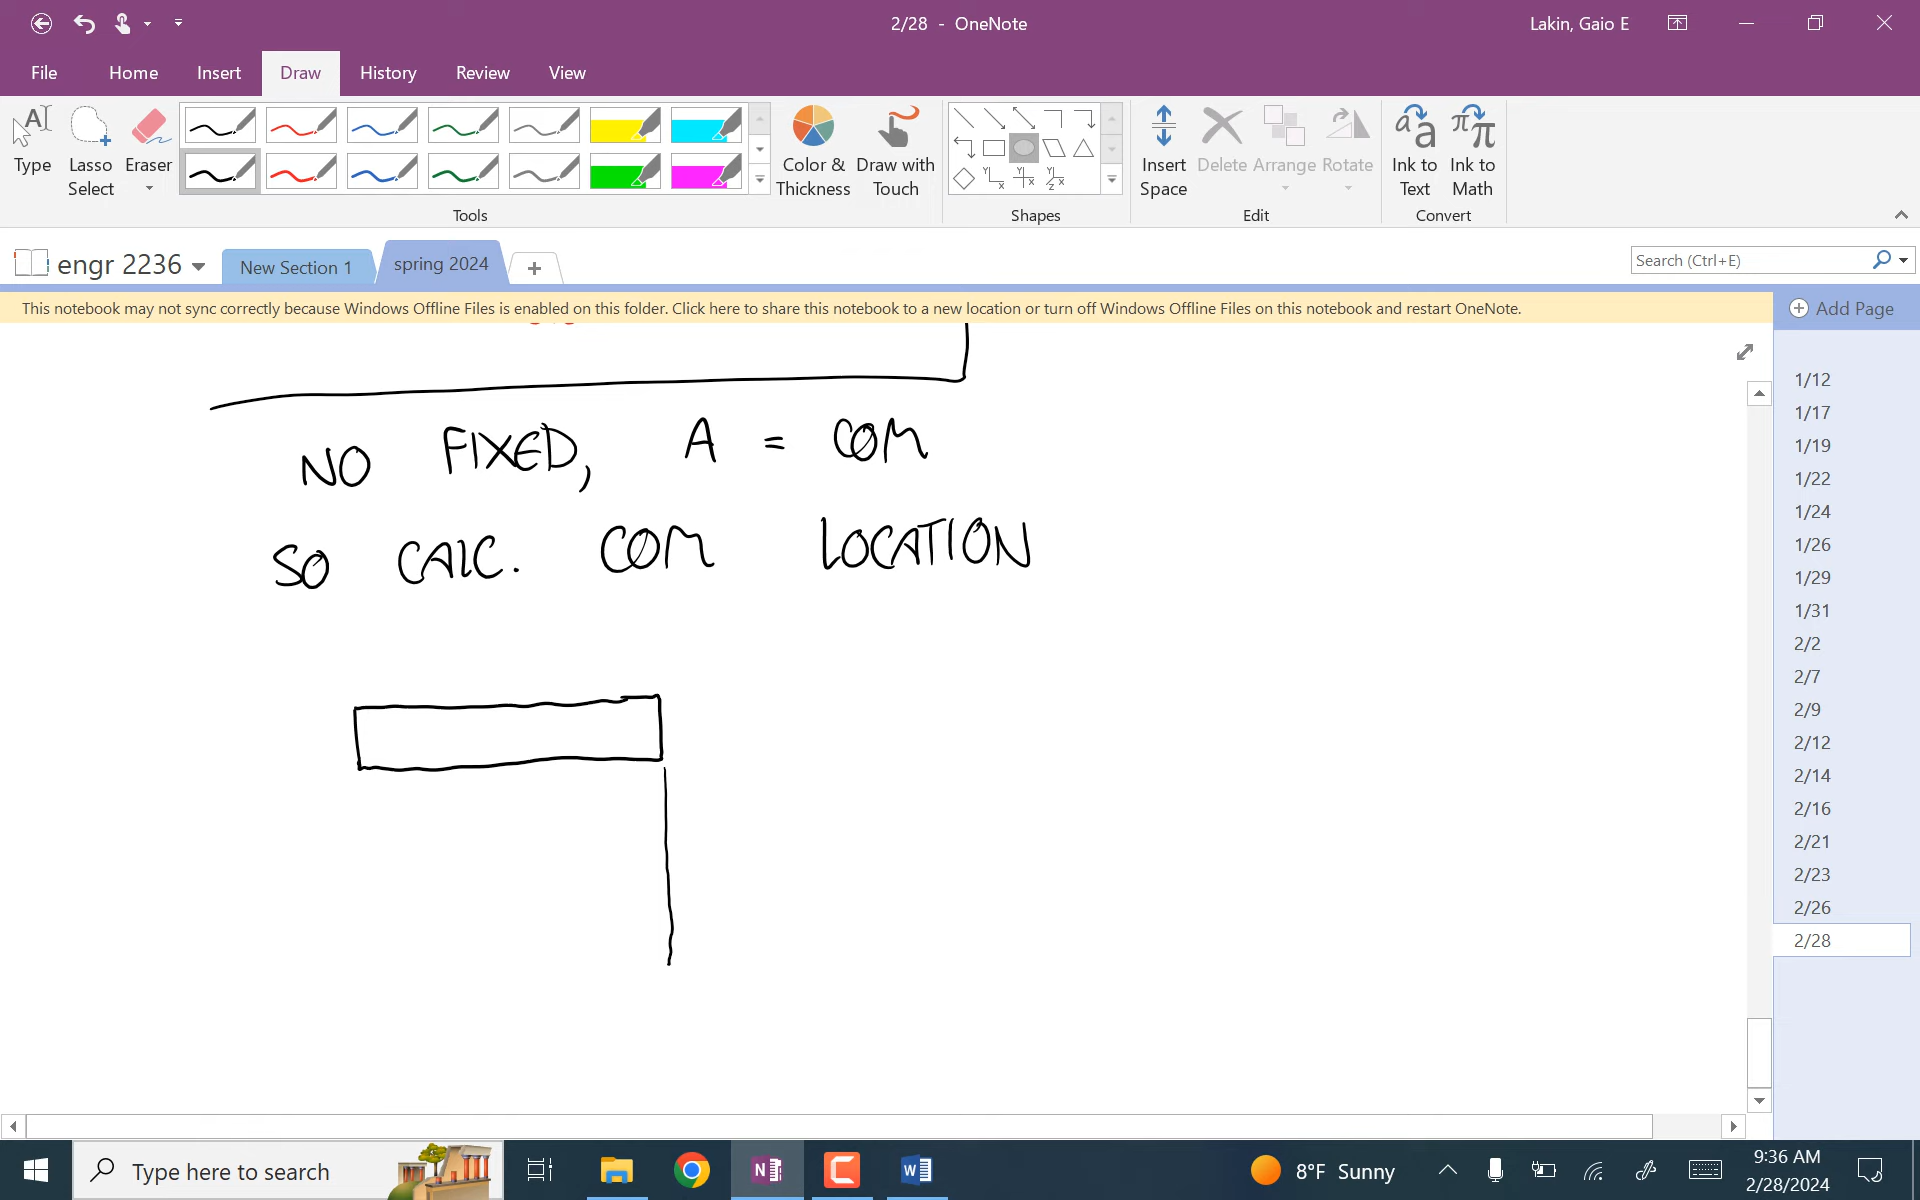 2/28 - OneNote
Lakin, Gaio E
File Home Insert Draw History Review View
Type
Lasso Select
Eraser
Color & Thickness
Draw with Touch
Insert Space
Delete
Arrange
Rotate
Ink to Text
Ink to Math
Tools
Shapes
Edit
Convert
engr 2236
New Section 1
spring 2024
Search (Ctrl+E)
This notebook may not sync correctly because Windows Offline Files is enabled on this folder. Click here to share this notebook to a new location or turn off Windows Offline Files on this notebook and restart OneNote.
Add Page
NO FIXED, A = COM
SO CALC. COM LOCATION
1/12
1/17
1/19
1/22
1/24
1/26
1/29
1/31
2/2
2/7
2/9
2/12
2/14
2/16
2/21
2/23
2/26
2/28
Type here to search
8°F Sunny
9:36 AM
2/28/2024